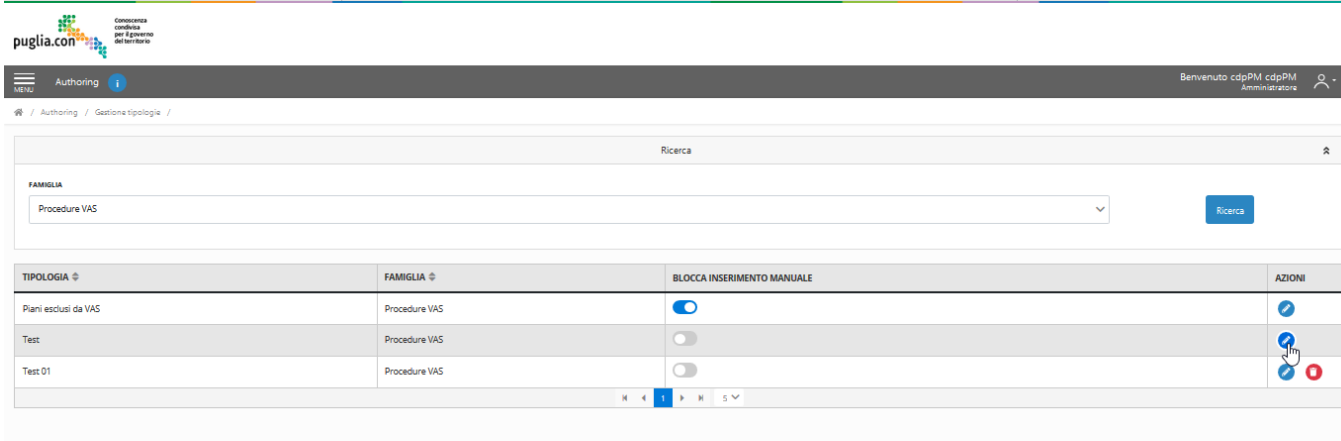 puglia.con
Conoscenza
condivisa
per il governo
del territorio
MENU
Authoring i
Benvenuto cdpPM cdpPM
Amministratore
/ Authoring / Gestione tipologie /
Ricerca
FAMIGLIA
Procedure VAS
Ricerca
TIPOLOGIA FAMIGLIA BLOCCA INSERIMENTO MANUALE AZIONI
Piani esclusi da VAS Procedure VAS
Test Procedure VAS
Test 01 Procedure VAS
1 5